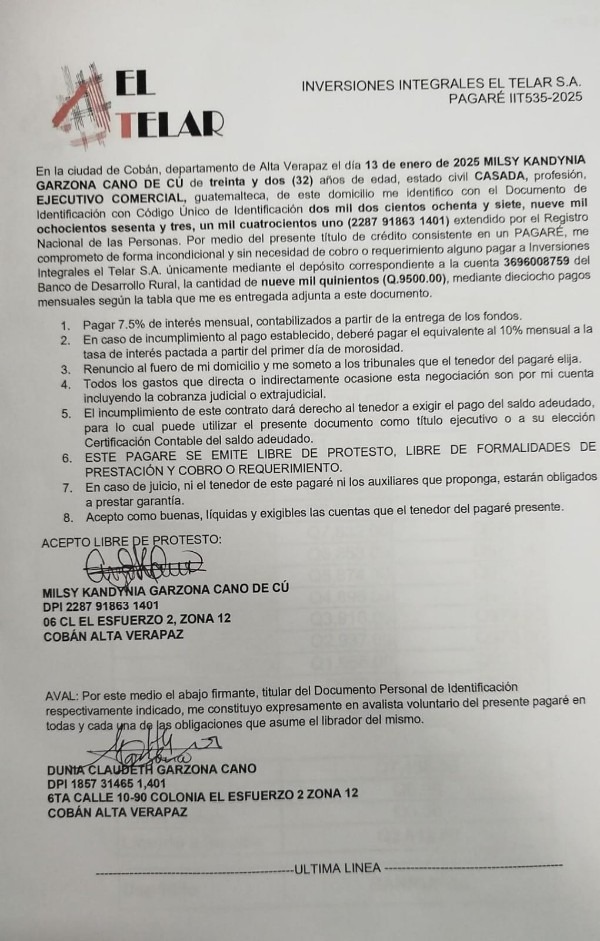 EL
TELAR
INVERSIONES INTEGRALES EL TELAR S.A.
PAGARÉ IIT535-2025
En la ciudad de Cobán, departamento de Alta Verapaz el día 13 de enero de 2025 MILSY KANDYNIA
GARZONA CANO DE CÚ de treinta y dos (32) años de edad, estado civil CASADA, profesión,
EJECUTIVO COMERCIAL, guatemalteca, de este domicilio me identifico con el Documento de
Identificación con Código Único de Identificación dos mil dos cientos ochenta y siete, nueve mil
ochocientos sesenta y tres, un mil cuatrocientos uno (2287 91863 1401) extendido por el Registro
Nacional de las Personas. Por medio del presente título de crédito consistente en un PAGARÉ, me
comprometo de forma incondicional y sin necesidad de cobro o requerimiento alguno pagar a Inversiones
Integrales el Telar S.A. únicamente mediante el depósito correspondiente a la cuenta 3696008759 del
Banco de Desarrollo Rural, la cantidad de nueve mil quinientos (Q.9500.00), mediante dieciocho pagos
mensuales según la tabla que me es entregada adjunta a este documento.
1. Pagar 7.5% de interés mensual, contabilizados a partir de la entrega de los fondos.
2. En caso de incumplimiento al pago establecido, deberé pagar el equivalente al 10% mensual a la
tasa de interés pactada a partir del primer día de morosidad.
3. Renuncio al fuero de mi domicilio y me someto a los tribunales que el tenedor del pagaré elija.
4. Todos los gastos que directa o indirectamente ocasione esta negociación son por mi cuenta
incluyendo la cobranza judicial o extrajudicial.
5. El incumplimiento de este contrato dará derecho al tenedor a exigir el pago del saldo adeudado,
para lo cual puede utilizar el presente documento como título ejecutivo o a su elección
Certificación Contable del saldo adeudado.
6. ESTE PAGARE SE EMITE LIBRE DE PROTESTO, LIBRE DE FORMALIDADES DE
PRESTACIÓN Y COBRO O REQUERIMIENTO.
7. En caso de juicio, ni el tenedor de este pagaré ni los auxiliares que proponga, estarán obligados
a prestar garantía.
8. Acepto como buenas, líquidas y exigibles las cuentas que el tenedor del pagaré presente.
ACEPTO LIBRE DE PROTESTO:
MILSY KANDYNIA GARZONA CANO DE CÚ
DPI 2287 91863 1401
06 CL EL ESFUERZO 2, ZONA 12
COBÁN ALTA VERAPAZ
AVAL: Por este medio el abajo firmante, titular del Documento Personal de Identificación
respectivamente indicado, me constituyo expresamente en avalista voluntario del presente pagaré en
todas y cada una de las obligaciones que asume el librador del mismo.
DUNIA CLAUDETH GARZONA CANO
DPI 1857 31465 1,401
6TA CALLE 10-90 COLONIA EL ESFUERZO 2 ZONA 12
COBÁN ALTA VERAPAZ
ULTIMA LINEA